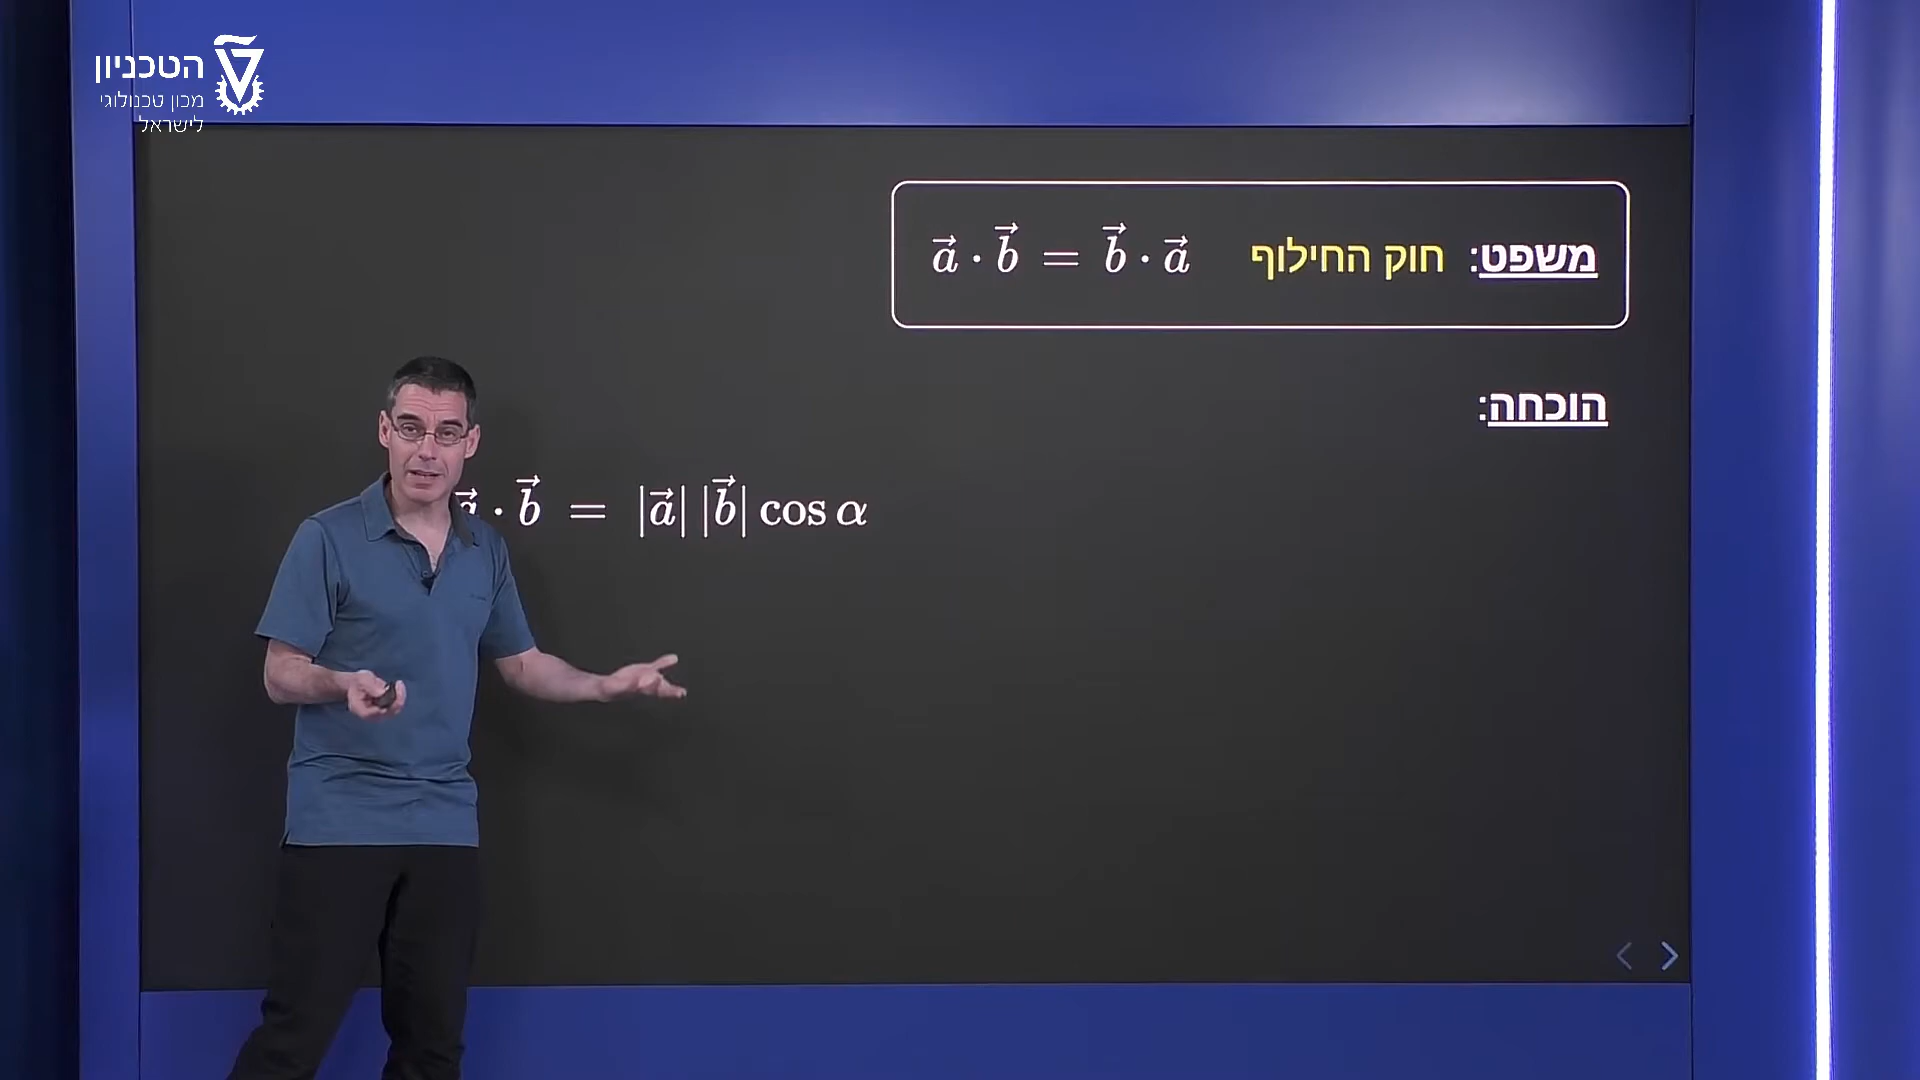 הטכניון
מכון טכנולוגי
לישראל
משפט: חוק החילוף $\vec{a} \cdot \vec{b} = \vec{b} \cdot \vec{a}$
הוכחה:
$\vec{a} \cdot \vec{b} = |\vec{a}| \, |\vec{b}| \cos \alpha$